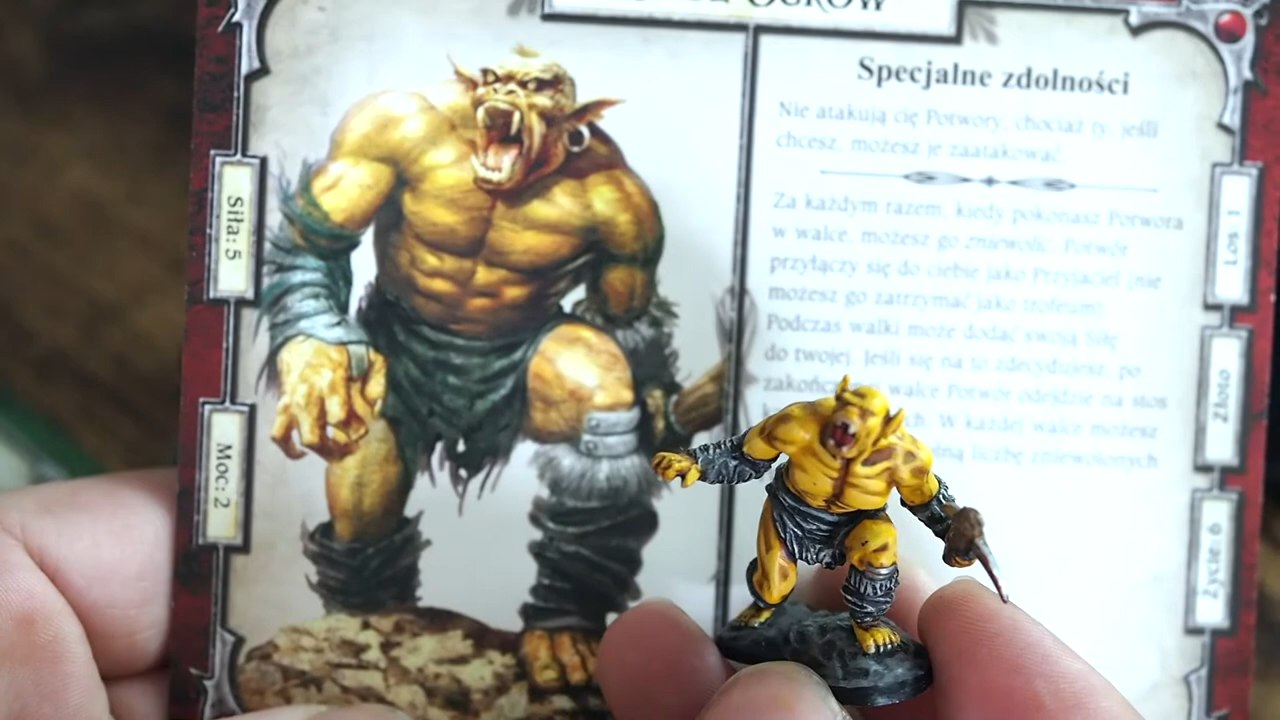 OGRÓW
Siła: 5
Moc: 2
Specjalne zdolności
Nie atakują cię Potwory, chociaż ty, jeśli
chcesz, możesz je zaatakować.
Za każdym razem, kiedy pokonasz Potwora
w walce, możesz go zniewolić. Potwór
przyłączy się do ciebie jako Przyjaciel (nie
możesz go zatrzymać jako trofeum).
Podczas walki może dodać swoją Siłę
do twojej. Jeśli się na to zdecydujesz, po
walce Potwór odejdzie na stos
W każdej walce możesz
liczbę zniewolonych
Los: 1
Złoto
Życie: 6